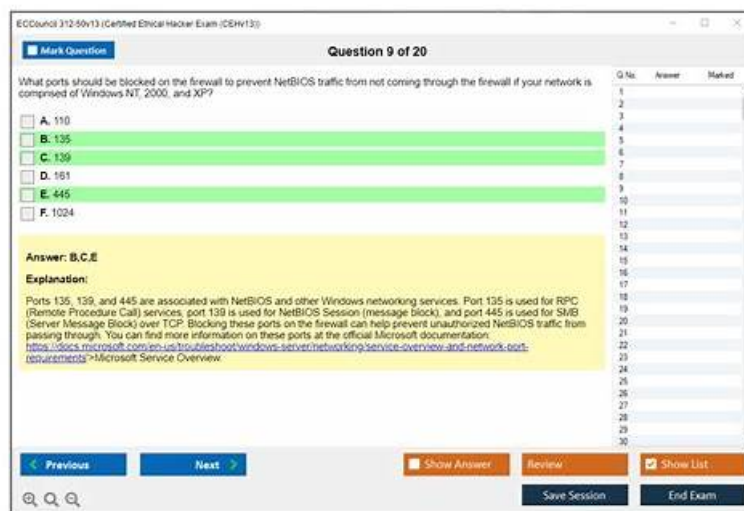 ECCouncil 312-50v13 (Certified Ethical Hacker Exam (CEHv13))
Mark Question
Question 9 of 20
What ports should be blocked on the firewall to prevent NetBIOS traffic from not coming through the firewall if your network is
comprised of Windows NT, 2000, and XP?
A. 110
B. 135
C. 139
D. 161
E. 445
F. 1024
Answer: B,C,E
Explanation:
Ports 135, 139, and 445 are associated with NetBIOS and other Windows networking services. Port 135 is used for RPC
(Remote Procedure Call) services, port 139 is used for NetBIOS Session (message block), and port 445 is used for SMB
(Server Message Block) over TCP. Blocking these ports on the firewall can help prevent unauthorized NetBIOS traffic from
passing through. You can find more information on these ports at the official Microsoft documentation:
https://docs.microsoft.com/en-us/troubleshoot/windows-server/networking/service-overview-and-network-port-
requirements">Microsoft Service Overview.
Q.No. Answer Marked
1
2
3
4
5
6
7
8
9
10
11
12
13
14
15
16
17
18
19
20
21
22
23
24
25
26
27
28
29
30
Previous
Next
Show Answer
Review
Show List
Save Session
End Exam